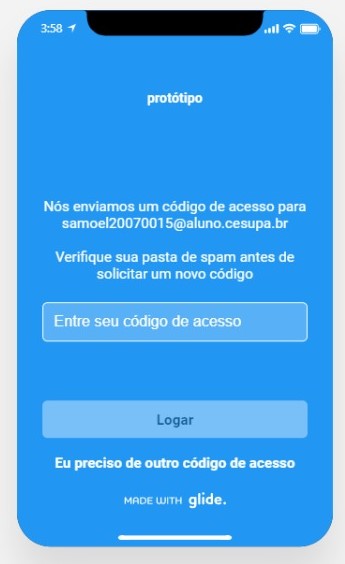 3:58
protótipo
Nós enviamos um código de acesso para
samoel20070015@aluno.cesupa.br
Verifique sua pasta de spam antes de
solicitar um novo código
Entre seu código de acesso
Logar
Eu preciso de outro código de acesso
MADE WITH glide.